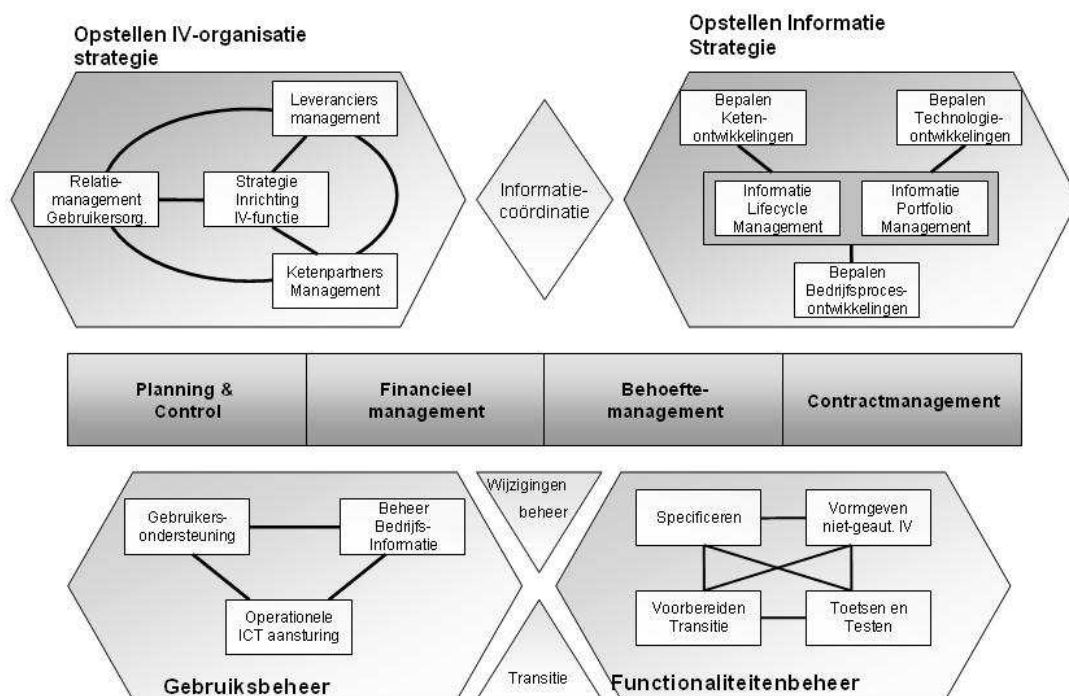 Opstellen IV-organisatie
strategie
Leveranciers
management
Relatie-
management
Gebruikersorg.
Strategie
Inrichting
IV-functie
Ketenpartners
Management
Informatie-
coördinatie
Opstellen Informatie
Strategie
Bepalen
Keten-
ontwikkelingen
Bepalen
Technologie-
ontwikkelingen
Informatie
Lifecycle
Management
Informatie
Portfolio
Management
Bepalen
Bedrijfsproces-
ontwikkelingen
Planning &
Control
Financieel
management
Behoefte-
management
Contractmanagement
Gebruikers-
ondersteuning
Beheer
Bedrijfs-
Informatie
Operationele
ICT aansturing
Gebruiksbeheer
Wijzigingen
beheer
Transitie
Specificeren
Vormgeven
niet-geaut. IV
Voorbereiden
Transitie
Toetsen en
Testen
Functionaliteitenbeheer